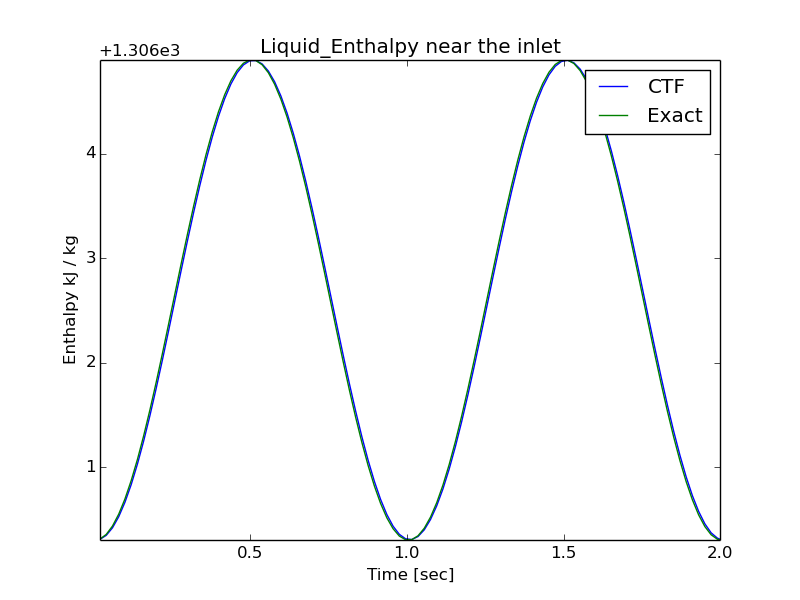 +1.306e3
Liquid_Enthalpy near the inlet
CTF
Exact
4
3
2
1
Enthalpy kJ / kg
0.5 1.0 1.5 2.0
Time [sec]